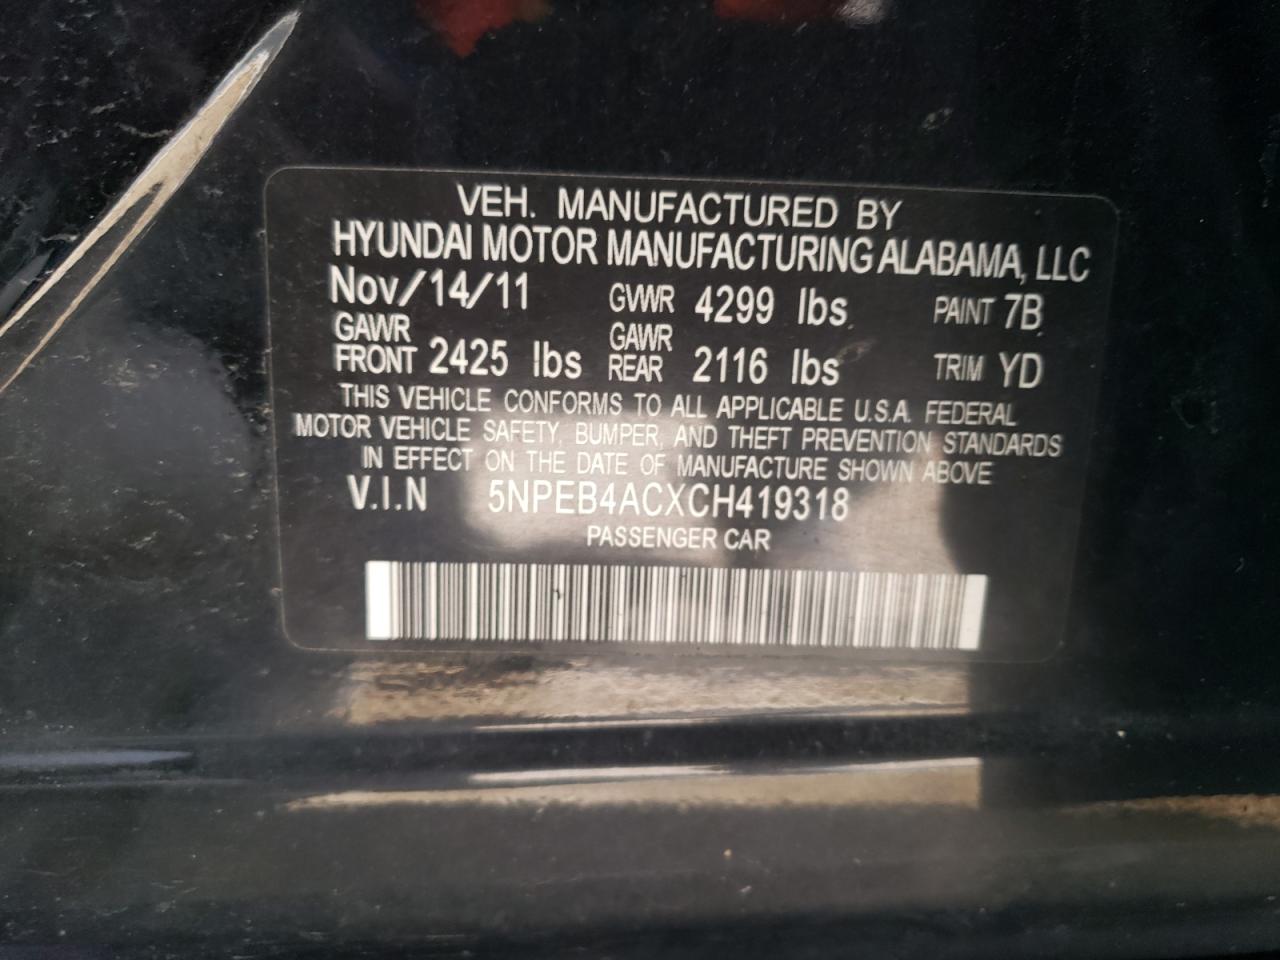 VEH. MANUFACTURED BY
HYUNDAI MOTOR MANUFACTURING ALABAMA, LLC
Nov/14/11 GVWR 4299 lbs. PAINT 7B
GAWR FRONT 2425 lbs GAWR REAR 2116 lbs TRIM YD
THIS VEHICLE CONFORMS TO ALL APPLICABLE U.S.A. FEDERAL
MOTOR VEHICLE SAFETY, BUMPER, AND THEFT PREVENTION STANDARDS
IN EFFECT ON THE DATE OF MANUFACTURE SHOWN ABOVE
V.I.N 5NPEB4ACXCH419318
PASSENGER CAR